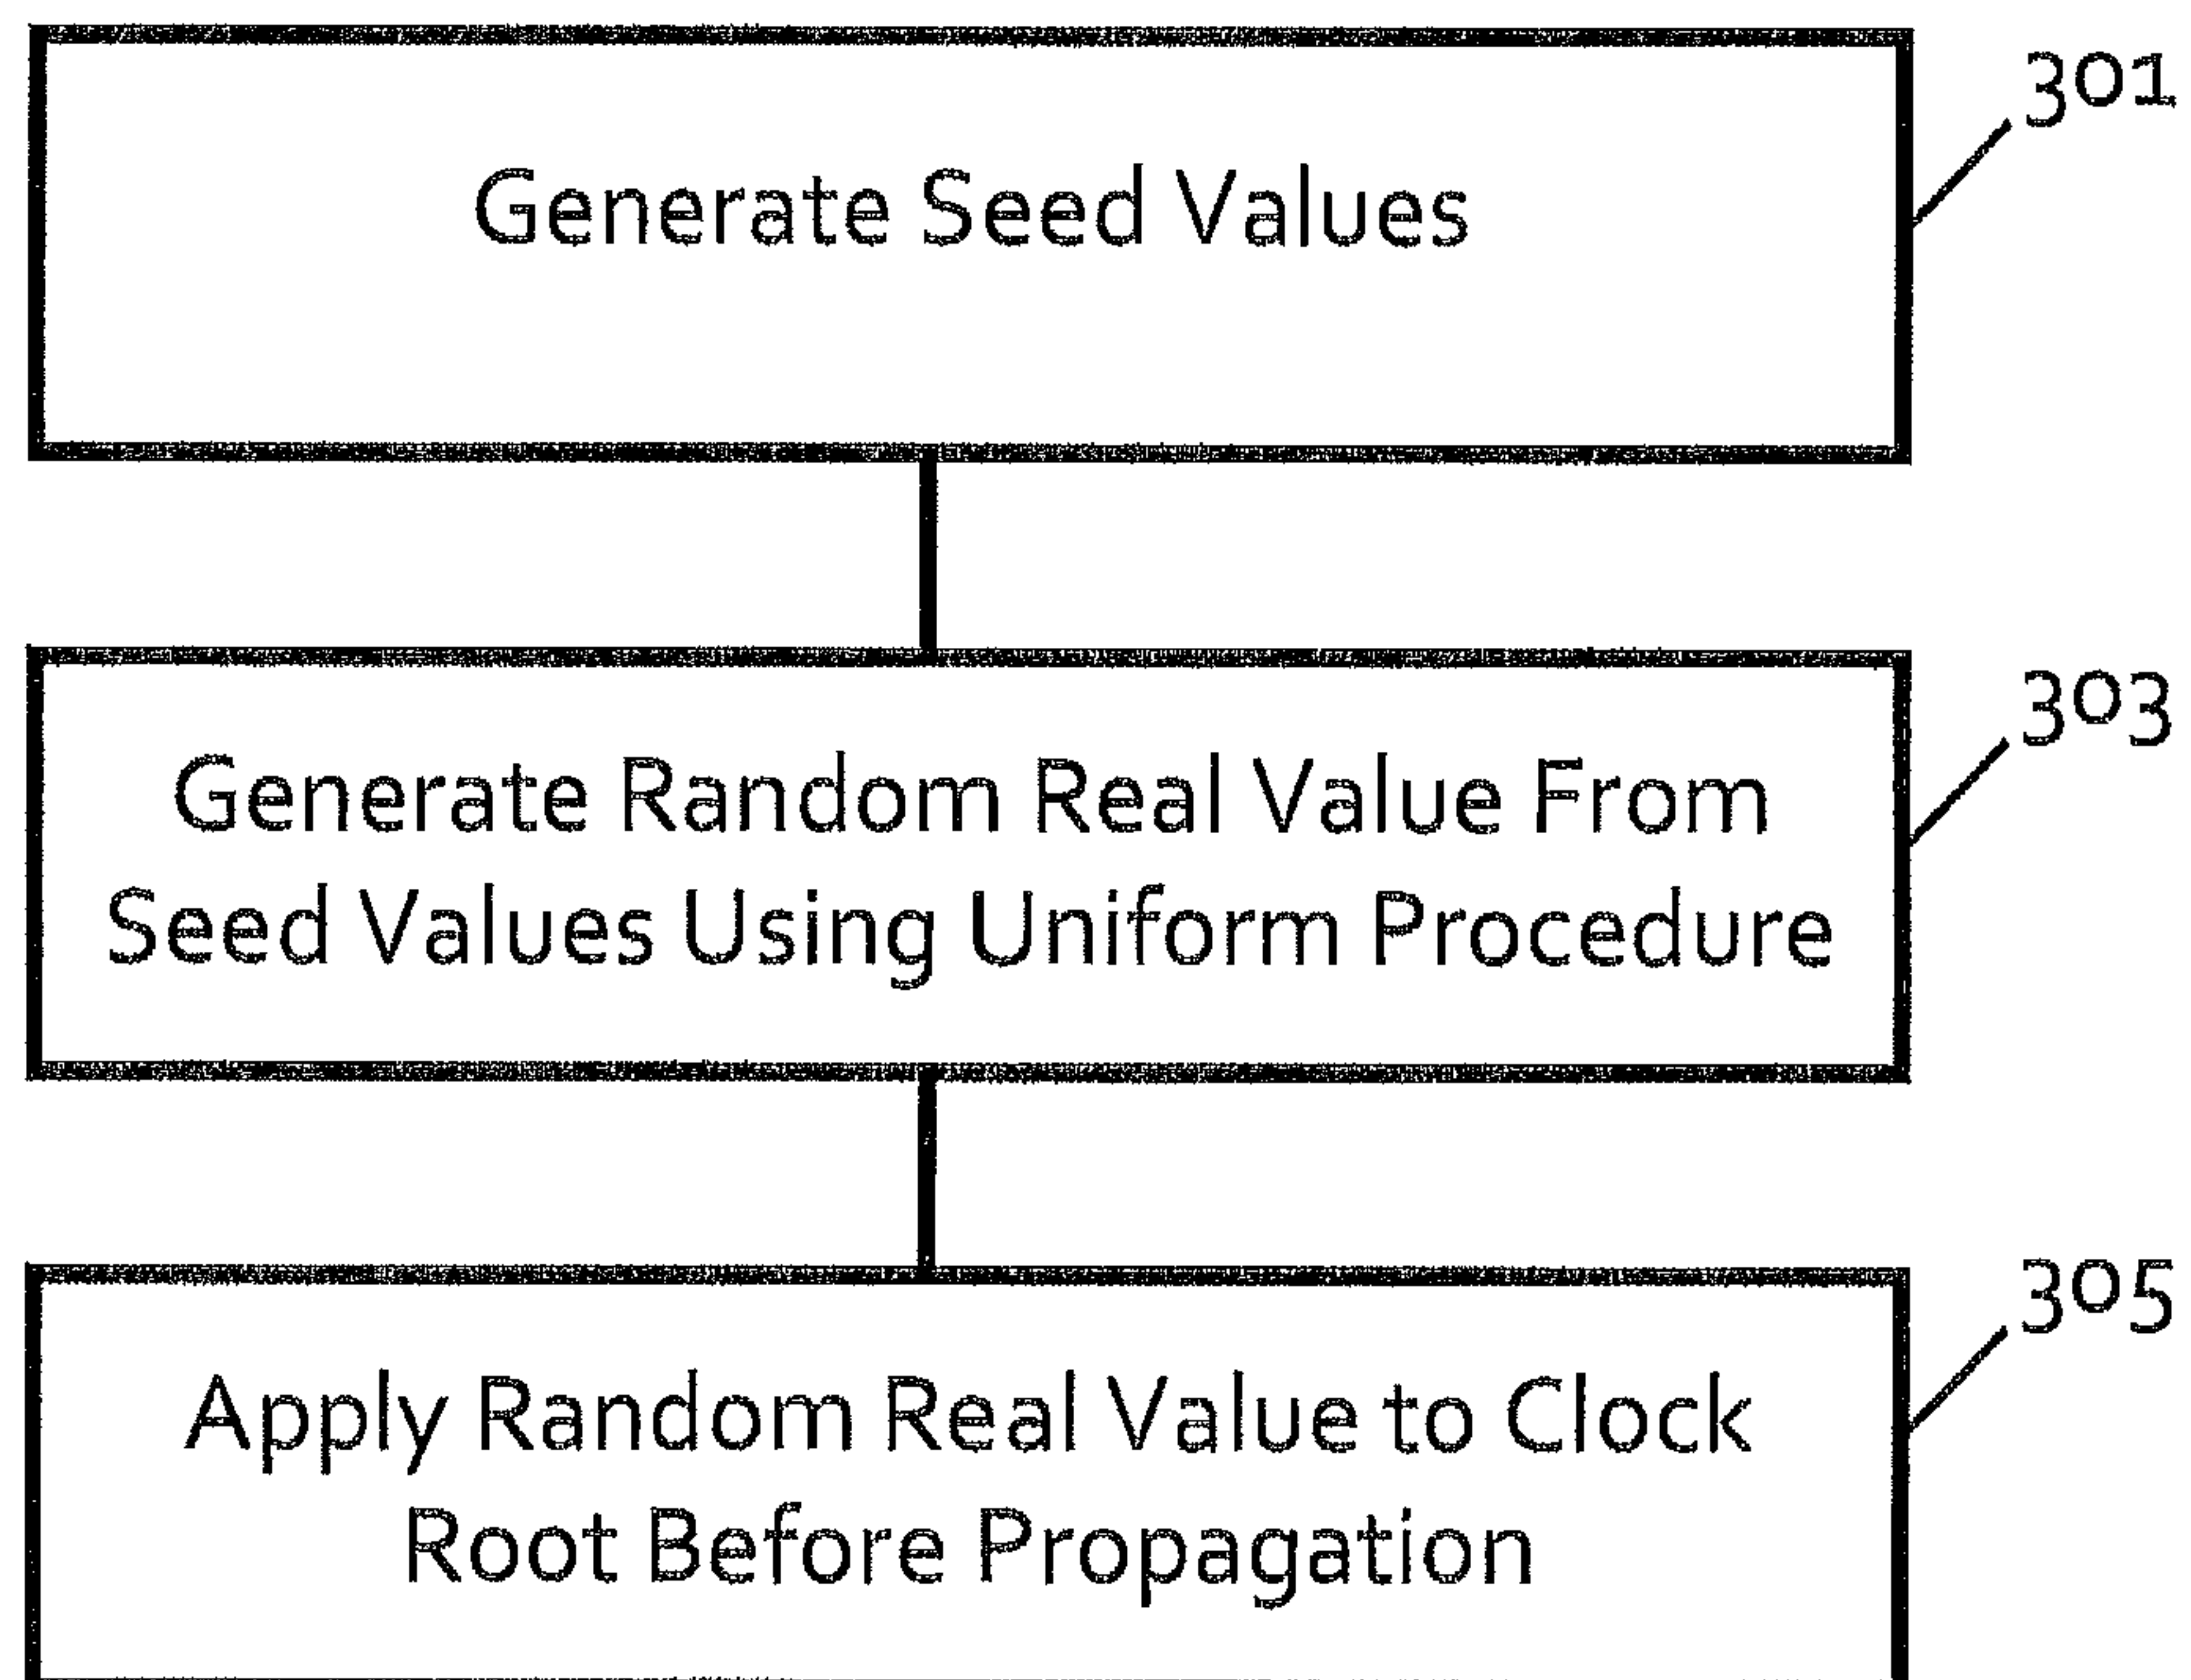 301
Generate Seed Values
303
Generate Random Real Value From
Seed Values Using Uniform Procedure
305
Apply Random Real Value to Clock
Root Before Propagation